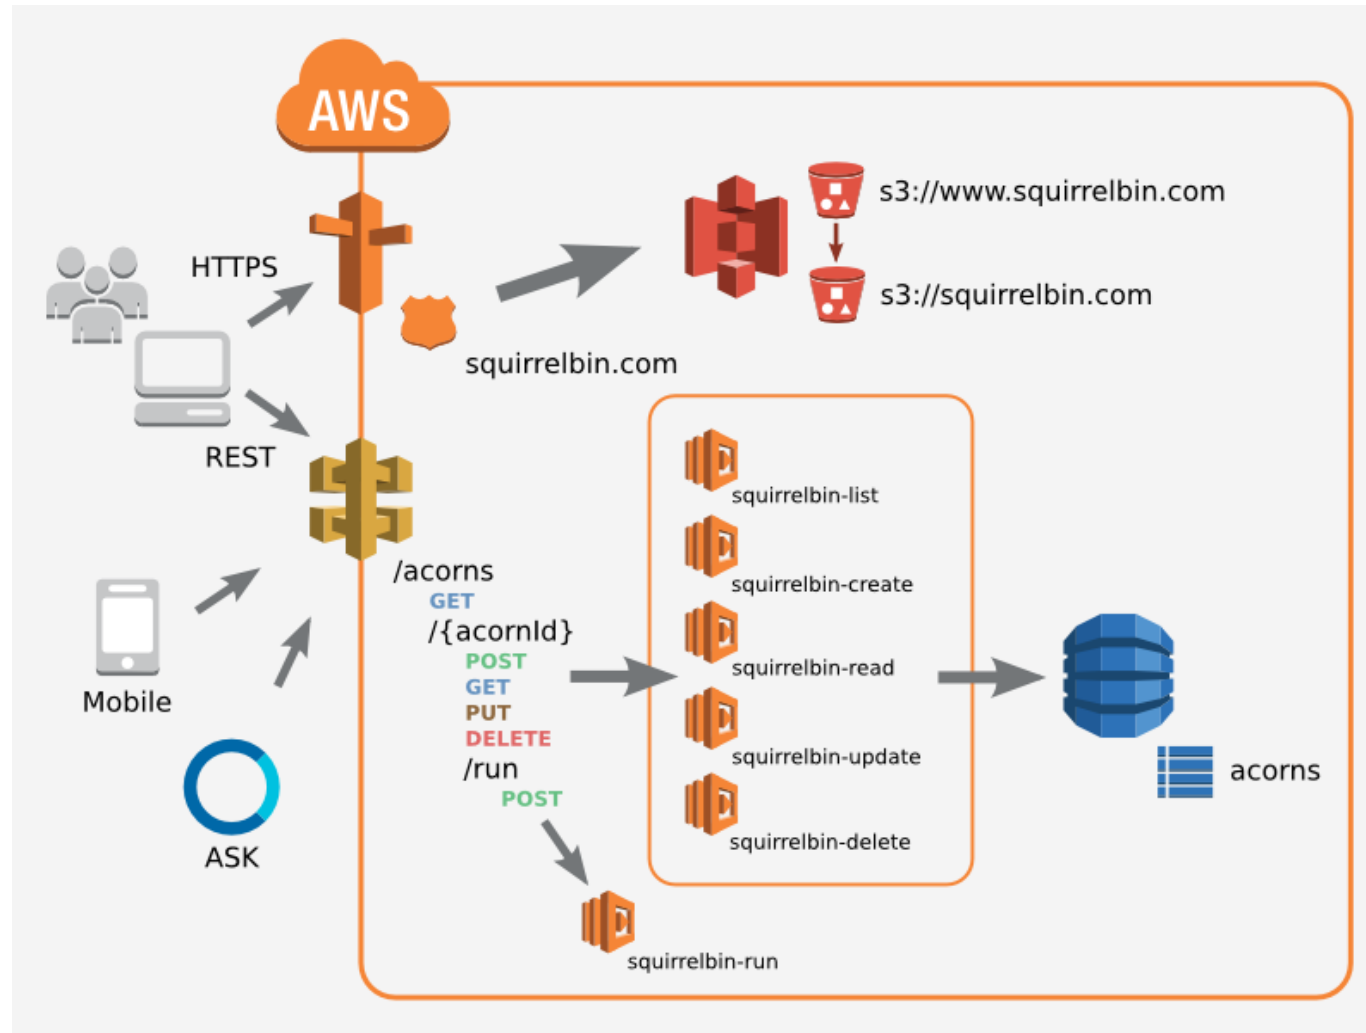 AWS
HTTPS
s3://www.squirrelbin.com
s3://squirrelbin.com
squirrelbin.com
REST
/acorns
GET
/{acornId}
POST
GET
PUT
DELETE
/run
POST
squirrelbin-list
squirrelbin-create
squirrelbin-read
squirrelbin-update
squirrelbin-delete
squirrelbin-run
acorns
Mobile
ASK